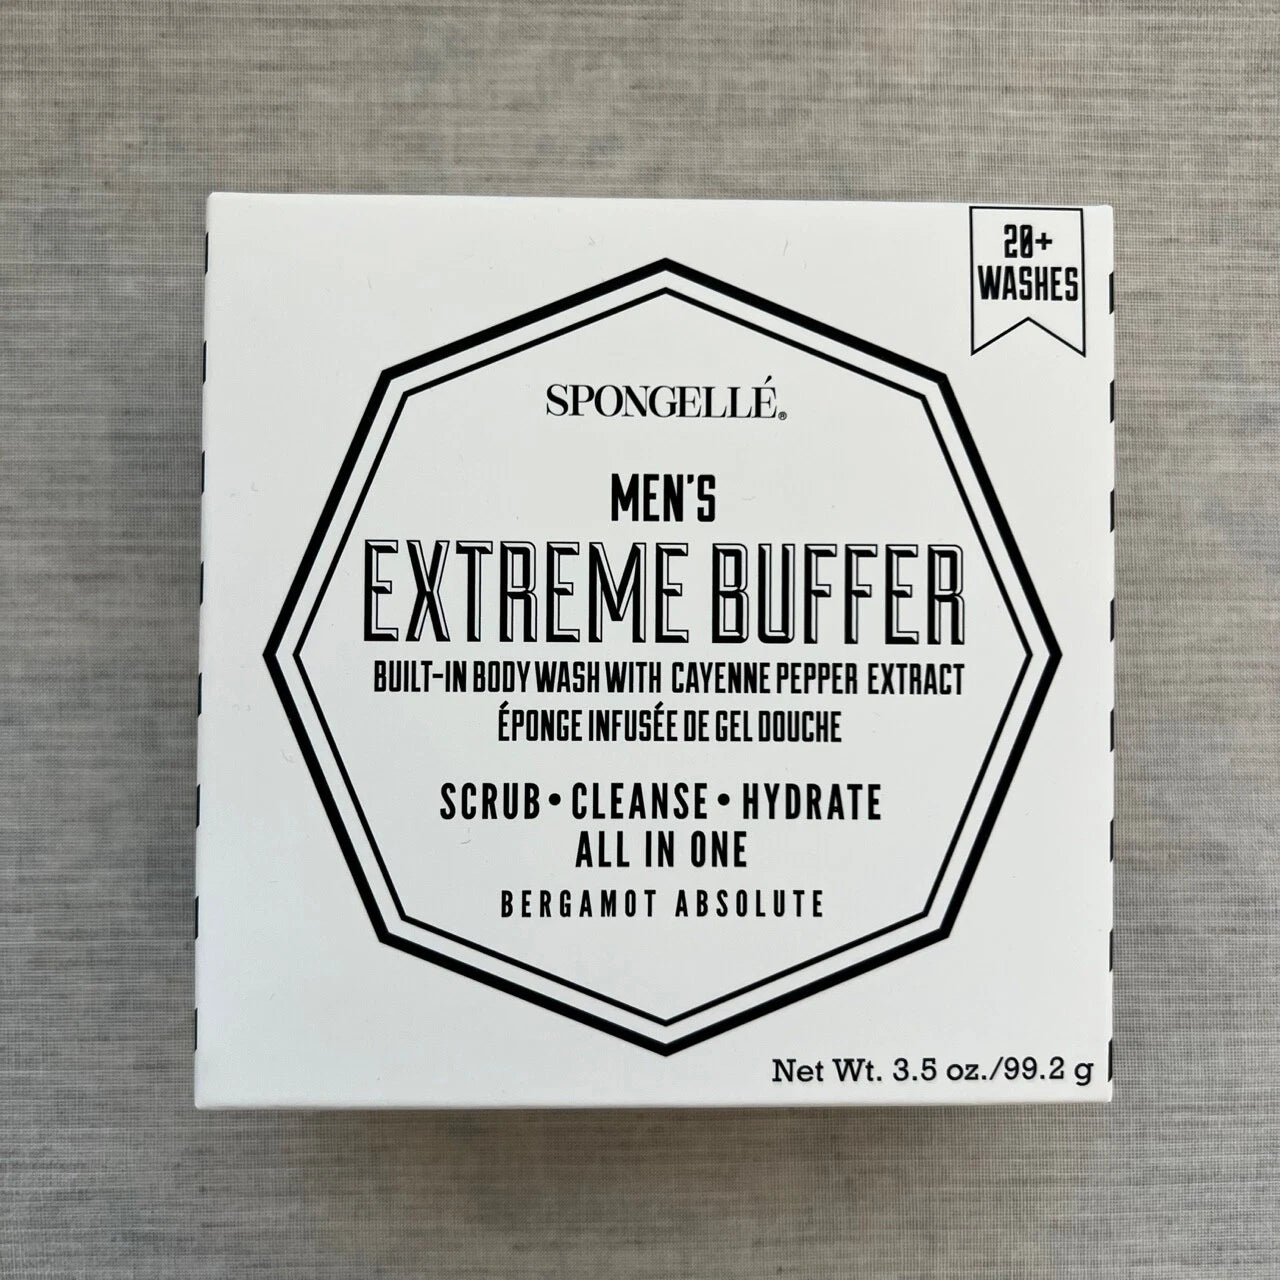 20+
WASHES
SPONGELLÉ®
MEN'S
EXTREME BUFFER
BUILT-IN BODY WASH WITH CAYENNE PEPPER EXTRACT
ÉPONGE INFUSÉE DE GEL DOUCHE
SCRUB • CLEANSE • HYDRATE
ALL IN ONE
BERGAMOT ABSOLUTE
Net Wt. 3.5 oz./99.2 g